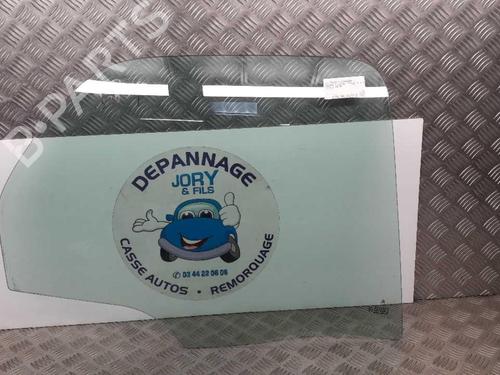 B-PARTS
DEPANNAGE
JORY
& FILS
✆ 03 44 22 06 06
CASSE AUTOS • REMORQUAGE